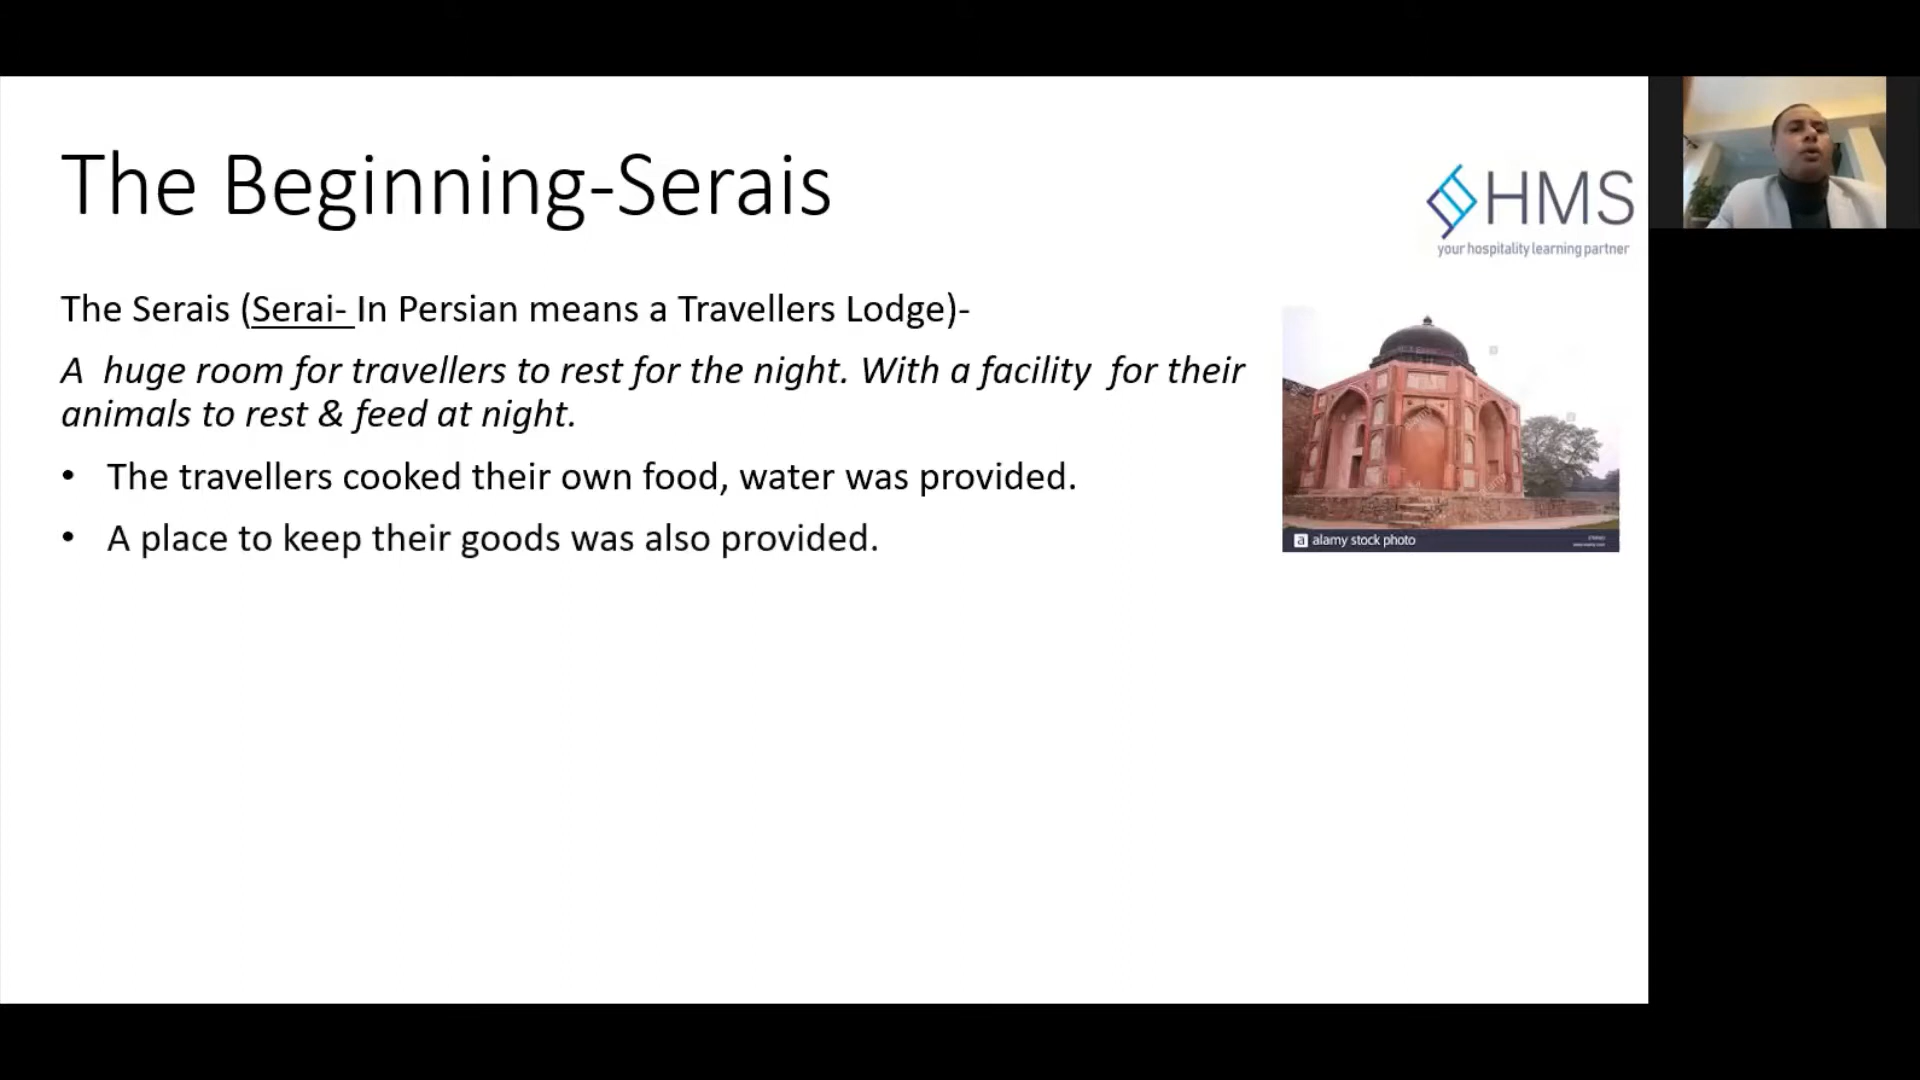 The Beginning-Serais
HMS
your hospitality learning partner
The Serais (Serai- In Persian means a Travellers Lodge)-
A  huge room for travellers to rest for the night. With a facility  for their
animals to rest & feed at night.
• The travellers cooked their own food, water was provided.
• A place to keep their goods was also provided.
a alamy stock photo